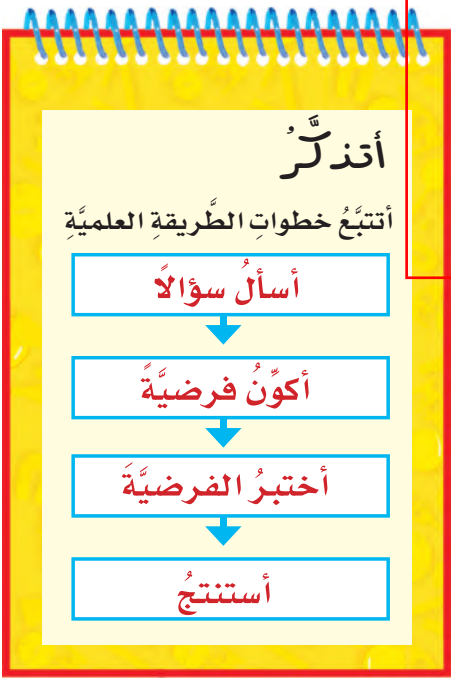 أتذكَّرُ
أتتبَّعُ خطواتِ الطَّريقةِ العلميَّةِ
أسألُ سؤالًا
أكوِّنُ فرضيَّةً
أختبرُ الفرضيَّةَ
أستنتجُ